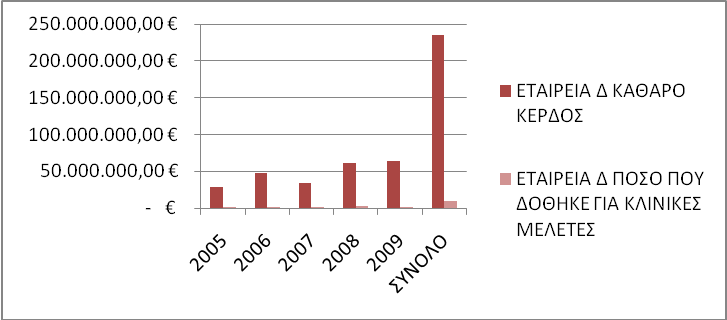 250.000.000,00 €
200.000.000,00 €
150.000.000,00 €
100.000.000,00 €
50.000.000,00 €
- €
2005
2006
2007
2008
2009
ΣΥΝΟΛΟ
ΕΤΑΙΡΕΙΑ Δ ΚΑΘΑΡΟ
ΚΕΡΔΟΣ
ΕΤΑΙΡΕΙΑ Δ ΠΟΣΟ ΠΟΥ
ΔΟΘΗΚΕ ΓΙΑ ΚΛΙΝΙΚΕΣ
ΜΕΛΕΤΕΣ